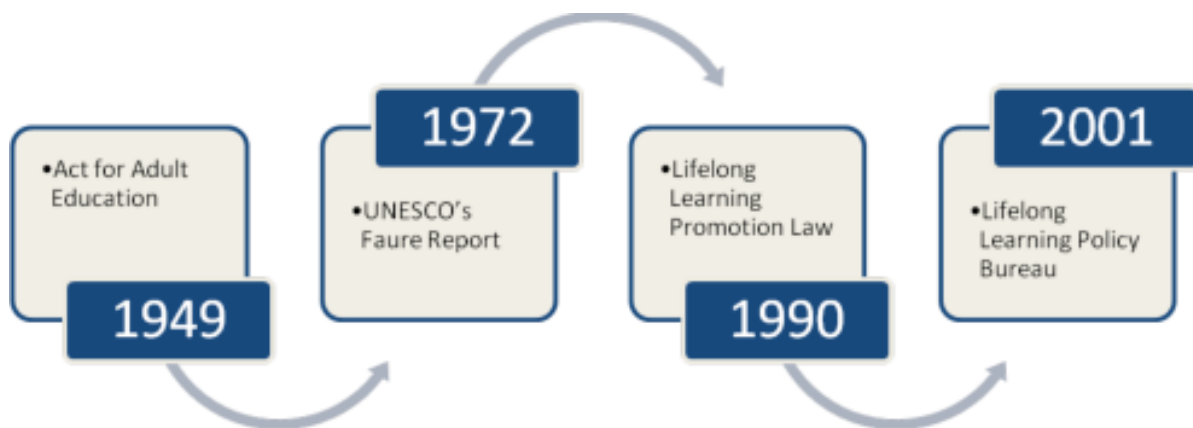 •Act for Adult
Education
1949
1972
•UNESCO's
Faure Report
•Lifelong
Learning
Promotion Law
1990
2001
•Lifelong
Learning Policy
Bureau